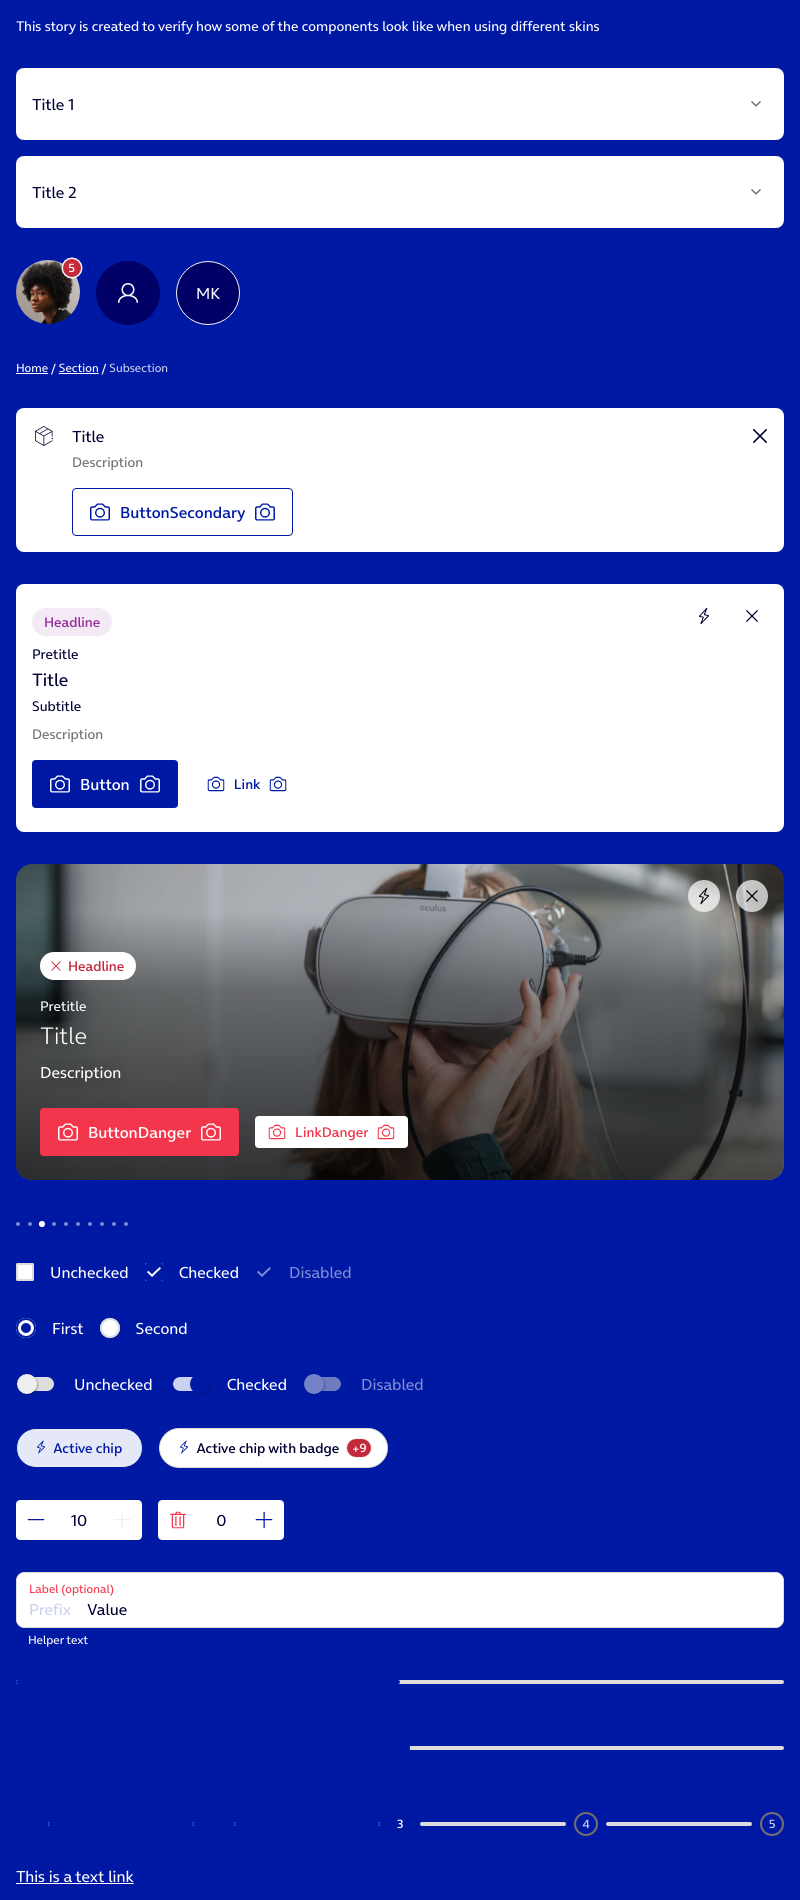 This story is created to verify how some of the components look like when using different skins
Title 1
Title 2
5
MK
Home / Section / Subsection
Title
Description
ButtonSecondary
Headline
Pretitle
Title
Subtitle
Description
Button Link
oculus
Headline
Pretitle
Title
Description
ButtonDanger LinkDanger
Unchecked Checked Disabled
First Second
Unchecked Checked Disabled
Active chip Active chip with badge +9
10 0
Label (optional)
Prefix Value
Helper text
3 4 5
This is a text link